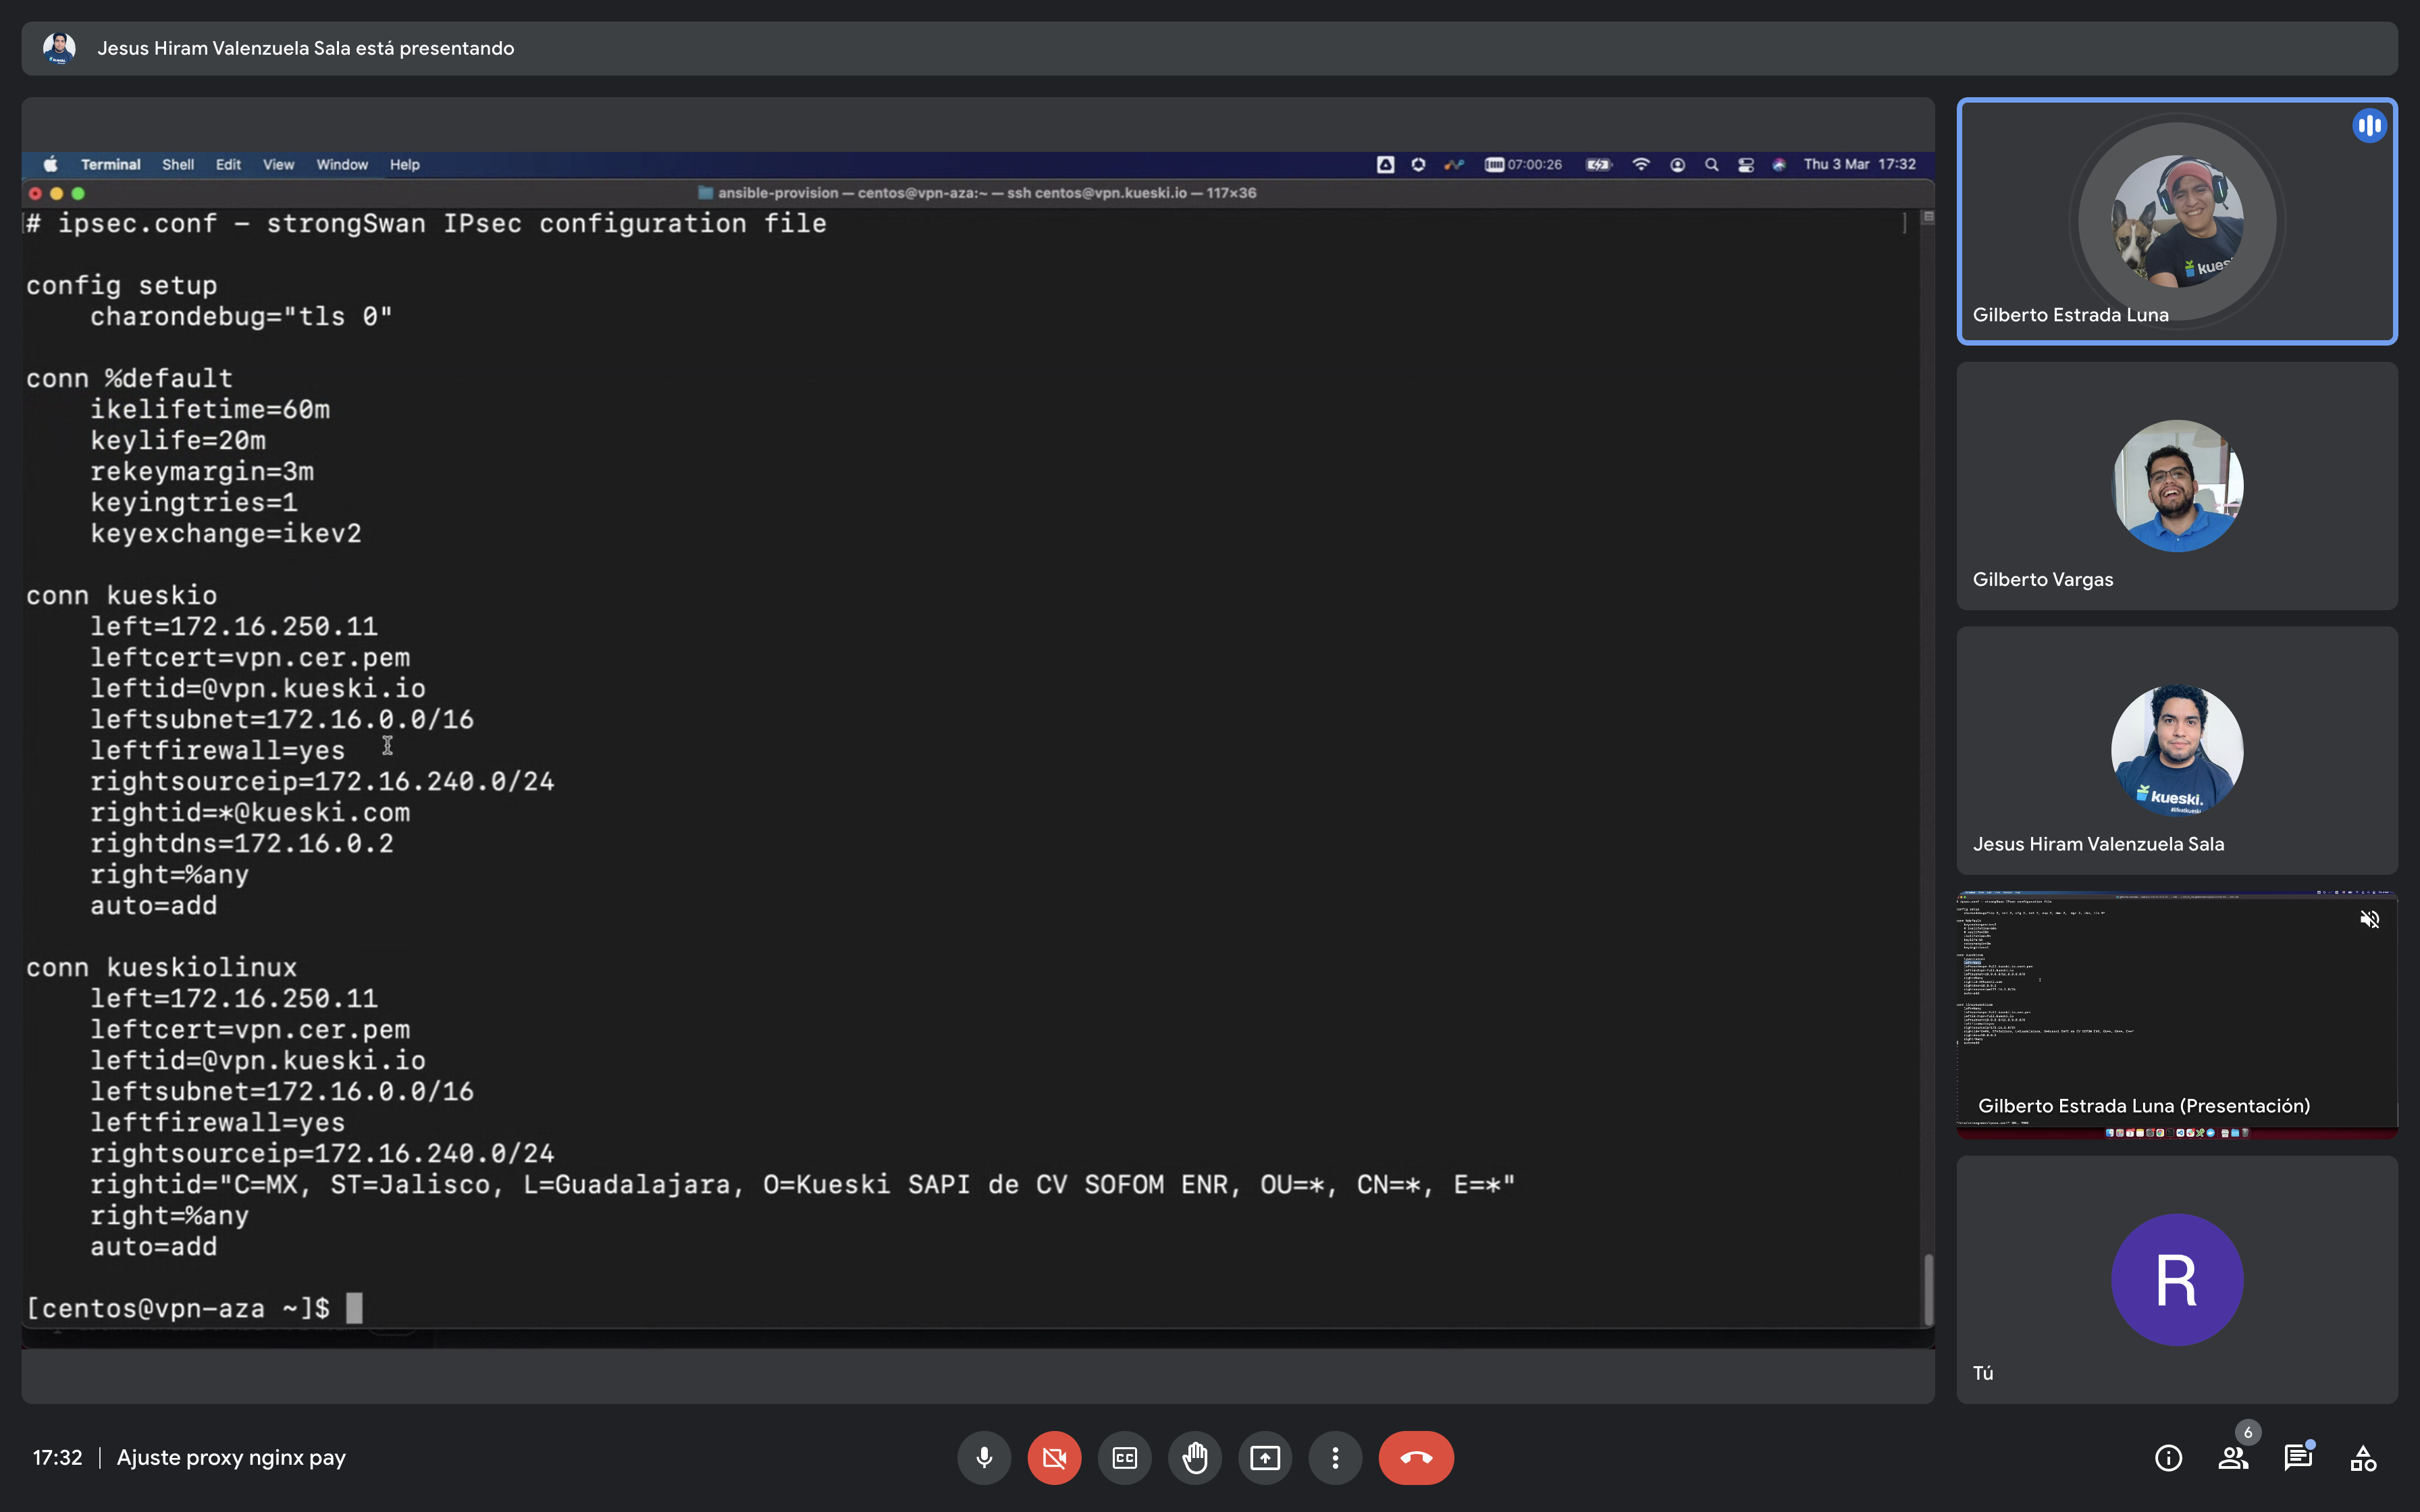 Jesus Hiram Valenzuela Sala está presentando
Terminal Shell Edit View Window Help
07:00:26
Thu 3 Mar 17:32
ansible-provision — centos@vpn-aza:~ — ssh centos@vpn.kueski.io — 117×36
# ipsec.conf – strongSwan IPsec configuration file
config setup
charondebug="tls 0"
conn %default
ikelifetime=60m
keylife=20m
rekeymargin=3m
keyingtries=1
keyexchange=ikev2
conn kueskio
left=172.16.250.11
leftcert=vpn.cer.pem
leftid=@vpn.kueski.io
leftsubnet=172.16.0.0/16
leftfirewall=yes
rightsourceip=172.16.240.0/24
rightid=*@kueski.com
rightdns=172.16.0.2
right=%any
auto=add
conn kueskiolinux
left=172.16.250.11
leftcert=vpn.cer.pem
leftid=@vpn.kueski.io
leftsubnet=172.16.0.0/16
leftfirewall=yes
rightsourceip=172.16.240.0/24
rightid="C=MX, ST=Jalisco, L=Guadalajara, O=Kueski SAPI de CV SOFOM ENR, OU=*, CN=*, E=*"
right=%any
auto=add
[centos@vpn-aza ~]$
Gilberto Estrada Luna
Gilberto Vargas
kueski.
Jesus Hiram Valenzuela Sala
Gilberto Estrada Luna (Presentación)
R
Tú
17:32 | Ajuste proxy nginx pay
CC
6